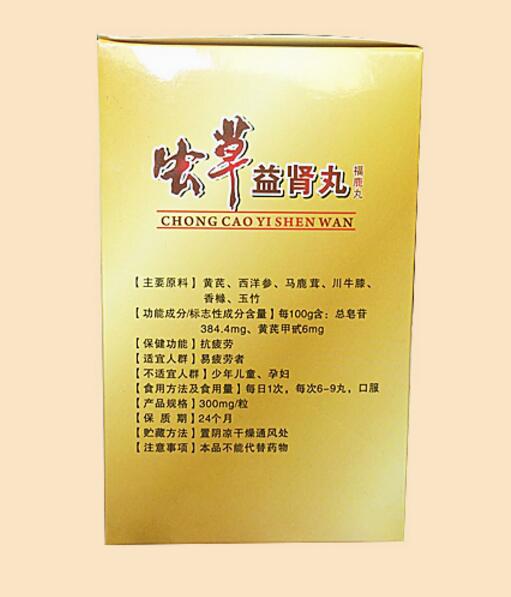 虫草益肾丸
福鹿丸
CHONG CAO YI SHEN WAN
【主要原料】黄芪、西洋参、马鹿茸、川牛膝、
香橼、玉竹
【功能成分/标志性成分含量】每100g含：总皂苷
384.4mg、黄芪甲甙6mg
【保健功能】抗疲劳
【适宜人群】易疲劳者
【不适宜人群】少年儿童、孕妇
【食用方法及食用量】每日1次，每次6-9丸，口服
【产品规格】300mg/粒
【保 质 期】24个月
【贮藏方法】置阴凉干燥通风处
【注意事项】本品不能代替药物